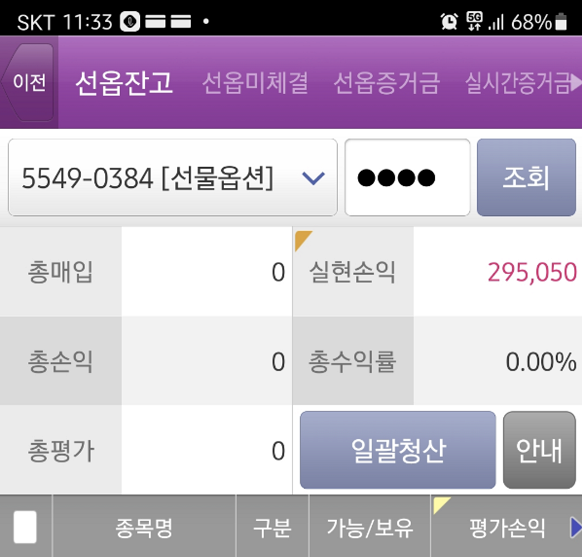 SKT 11:33 68%
이전 선옵잔고 선옵미체결 선옵증거금 실시간증거금
5549-0384 [선물옵션] ●●●● 조회
총매입 0 실현손익 295,050
총손익 0 총수익률 0.00%
총평가 0 일괄청산 안내
종목명 구분 가능/보유 평가손익